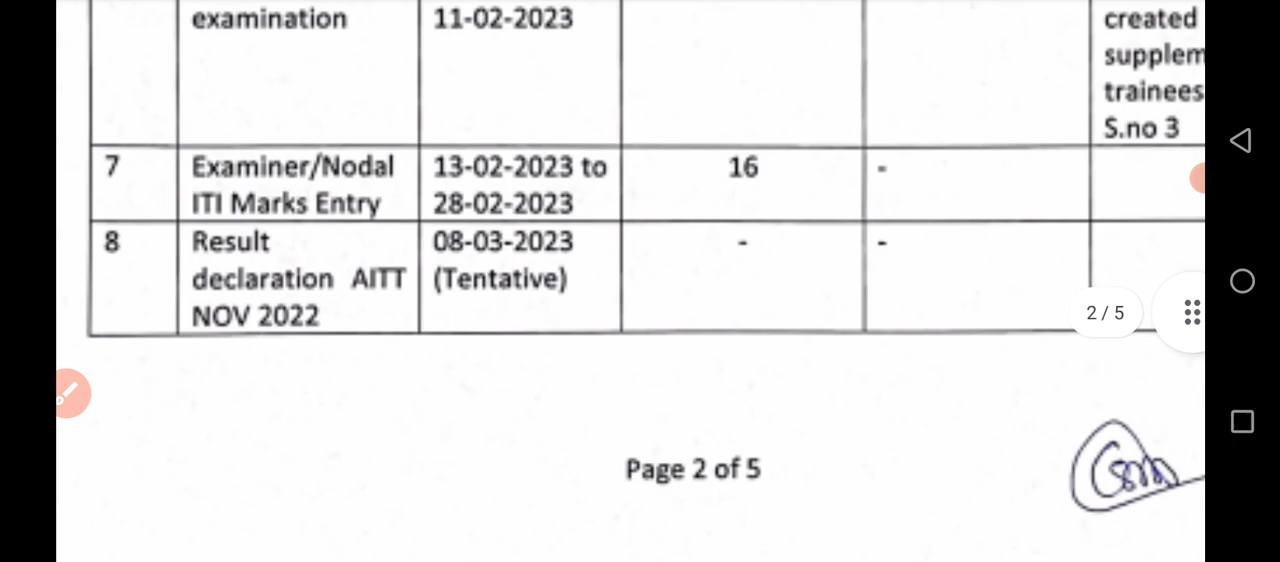 examination
11-02-2023
created
supplem
trainees
S.no 3
7
Examiner/Nodal
ITI Marks Entry
13-02-2023 to
28-02-2023
16
-
8
Result
declaration AITT
NOV 2022
08-03-2023
(Tentative)
-
-
2 / 5
Page 2 of 5